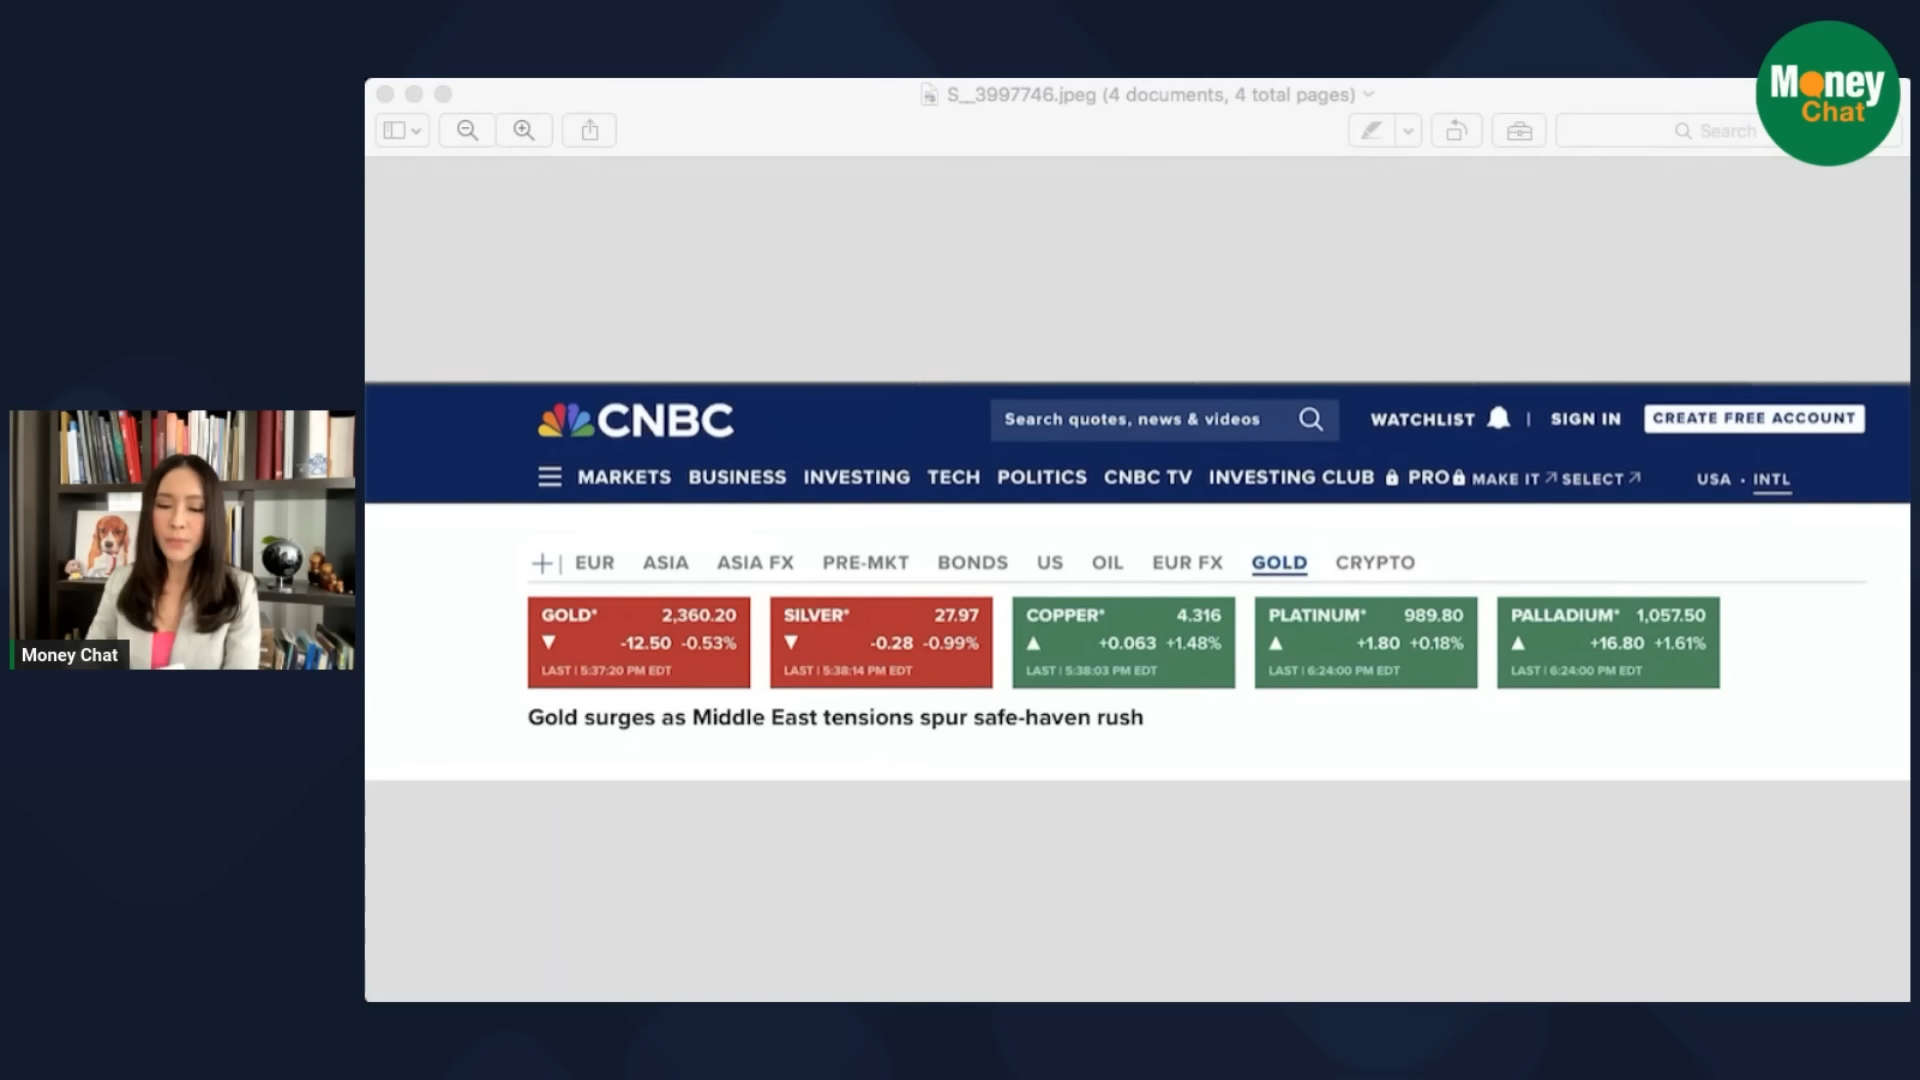 Money
Chat
S__3997746.jpeg (4 documents, 4 total pages)
Search
CNBC
Search quotes, news & videos
WATCHLIST | SIGN IN CREATE FREE ACCOUNT
MARKETS BUSINESS INVESTING TECH POLITICS CNBC TV INVESTING CLUB PRO MAKE IT SELECT USA • INTL
EUR ASIA ASIA FX PRE-MKT BONDS US OIL EUR FX GOLD CRYPTO
GOLD* 2,360.20
-12.50 -0.53%
LAST | 5:37:20 PM EDT
SILVER* 27.97
-0.28 -0.99%
LAST | 5:38:14 PM EDT
COPPER* 4.316
+0.063 +1.48%
LAST | 5:38:03 PM EDT
PLATINUM* 989.80
+1.80 +0.18%
LAST | 6:24:00 PM EDT
PALLADIUM* 1,057.50
+16.80 +1.61%
LAST | 6:24:00 PM EDT
Gold surges as Middle East tensions spur safe-haven rush
Money Chat